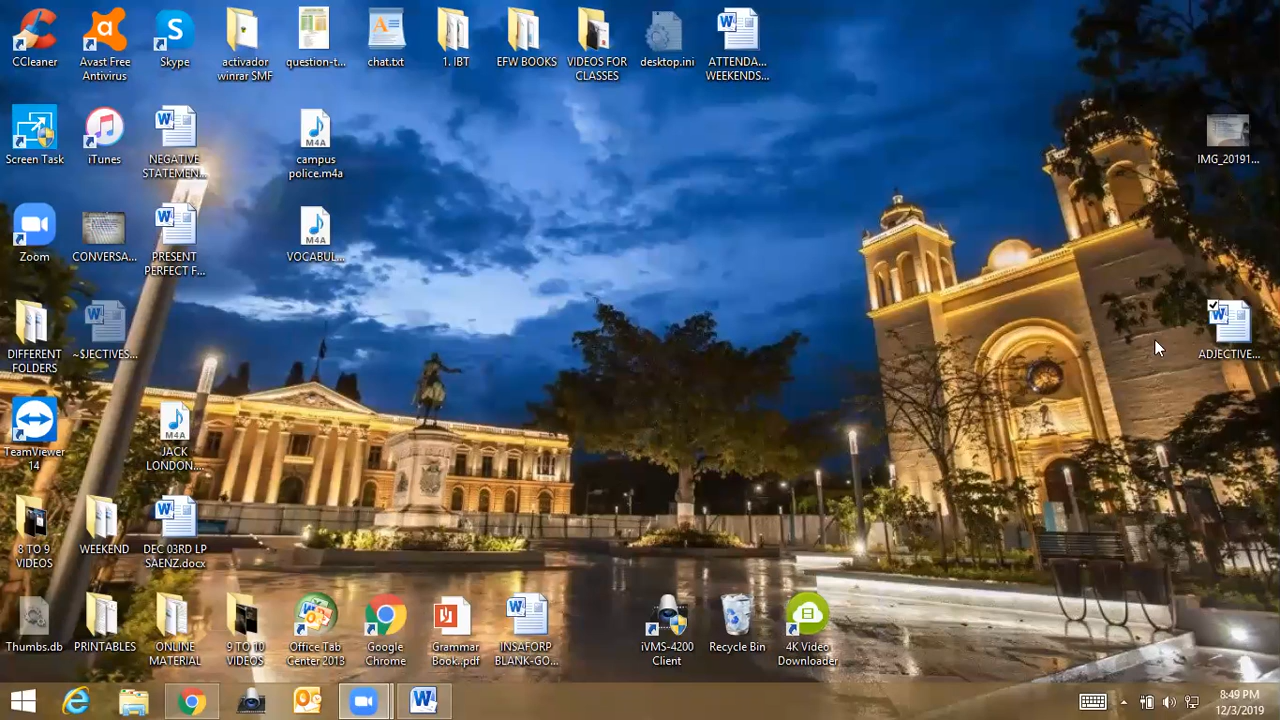 CCleaner
Avast Free
Antivirus
Skype
activador
winrar SMF
question-t...
chat.txt
1. IBT
EFW BOOKS
VIDEOS FOR
CLASSES
desktop.ini
ATTENDA...
WEEKENDS...
Screen Task
iTunes
NEGATIVE
STATEMEN...
M4A
campus
police.m4a
IMG_20191...
Zoom
CONVERSA...
PRESENT
PERFECT F...
M4A
VOCABUL...
DIFFERENT
FOLDERS
~$JECTIVES...
ADJECTIVE...
TeamViewer
14
M4A
JACK
LONDON....
8 TO 9
VIDEOS
WEEKEND
DEC 03RD LP
SAENZ.docx
Thumbs.db
PRINTABLES
ONLINE
MATERIAL
9 TO 10
VIDEOS
Office Tab
Center 2013
Google
Chrome
Grammar
Book..pdf
INSAFORP
BLANK-GO...
iVMS-4200
Client
Recycle Bin
4K Video
Downloader
8:49 PM
12/3/2019